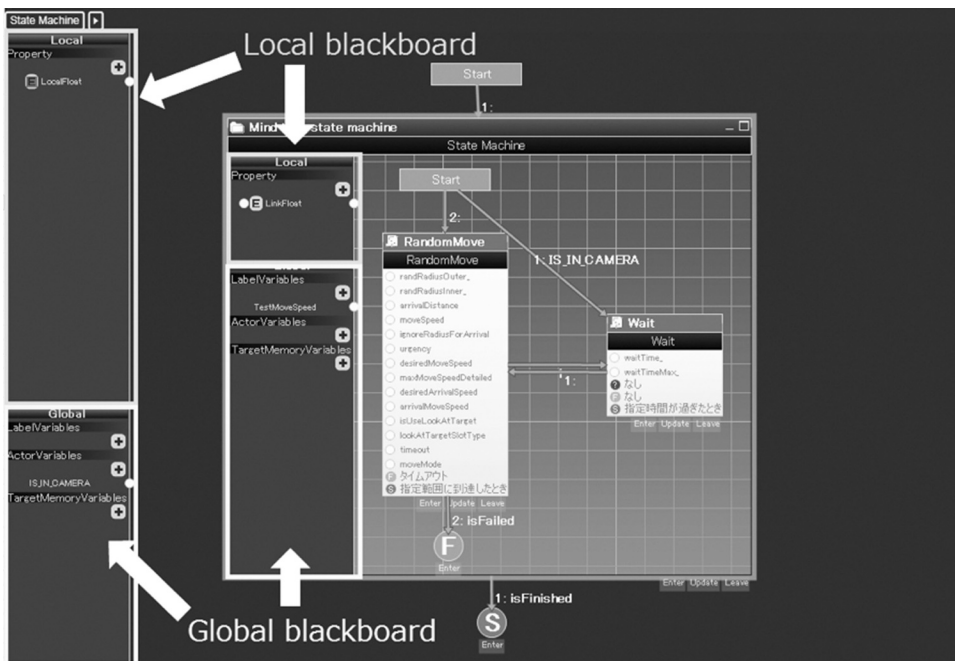 State Machine
Local
Property
LocalFloat
Global
LabelVariables
ActorVariables
IS_IN_CAMERA
TargetMemoryVariables
Local blackboard
Global blackboard
Start
1:
Mind state machine
State Machine
Local
Property
E LinkFloat
Global
LabelVariables
TestMoveSpeed
ActorVariables
TargetMemoryVariables
Start
2:
1: IS_IN_CAMERA
RandomMove
RandomMove
randRadiusOuter_
randRadiusInner_
arrivalDistance
moveSpeed
ignoreRadiusForArrival
urgency
desiredMoveSpeed
maxMoveSpeedDetailed
desiredArrivalSpeed
arrivalMoveSpeed
isUseLookAtTarget
lookAtTargetSlotType
timeout
moveMode
F タイムアウト
S 指定範囲に到達したとき
Enter Update Leave
1:
Wait
Wait
waitTime_
waitTimeMax_
? なし
F なし
S 指定時間が過ぎたとき
Enter Update Leave
2: isFailed
F
Enter
Enter Update Leave
1: isFinished
S
Enter